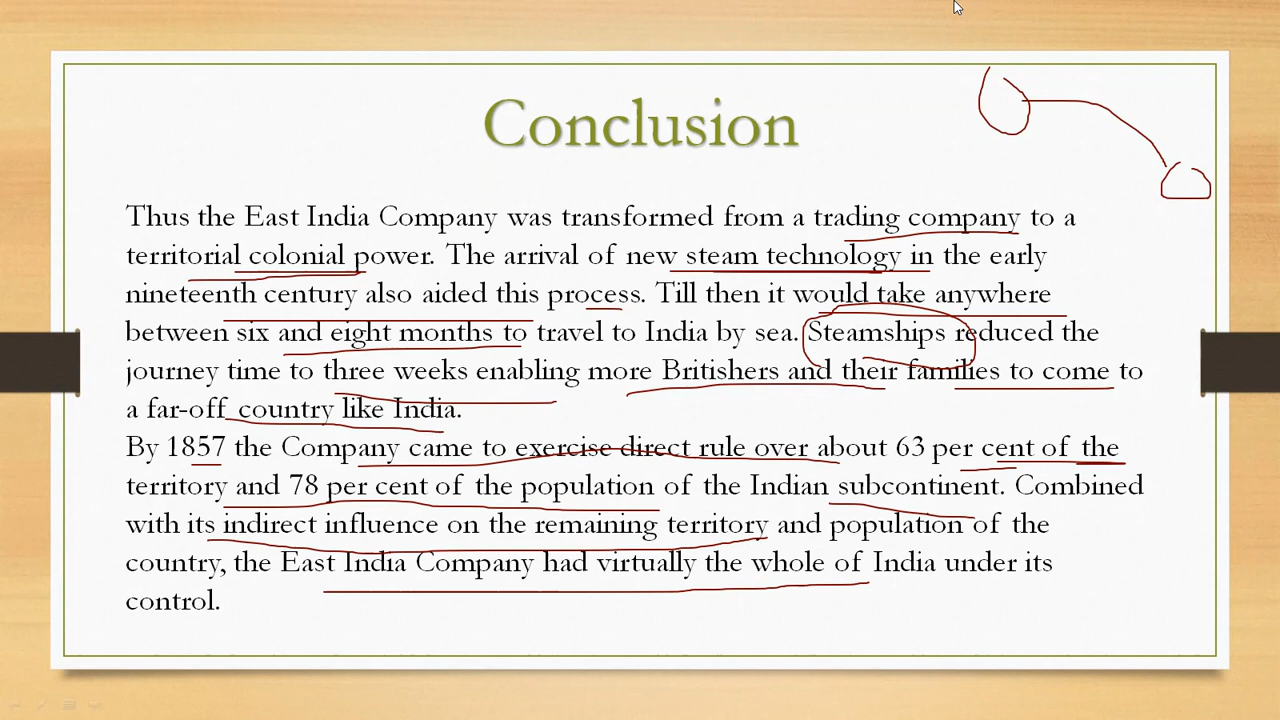 Conclusion
Thus the East India Company was transformed from a trading company to a
territorial colonial power. The arrival of new steam technology in the early
nineteenth century also aided this process. Till then it would take anywhere
between six and eight months to travel to India by sea. Steamships reduced the
journey time to three weeks enabling more Britishers and their families to come to
a far-off country like India.
By 1857 the Company came to exercise direct rule over about 63 per cent of the
territory and 78 per cent of the population of the Indian subcontinent. Combined
with its indirect influence on the remaining territory and population of the
country, the East India Company had virtually the whole of India under its
control.